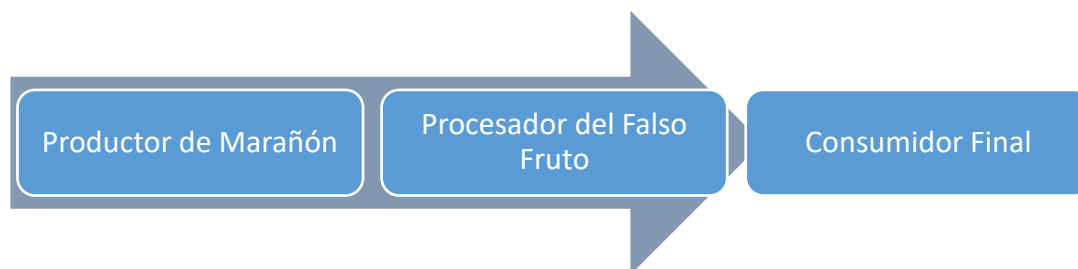 Productor de Marañón
Procesador del Falso
Fruto
Consumidor Final